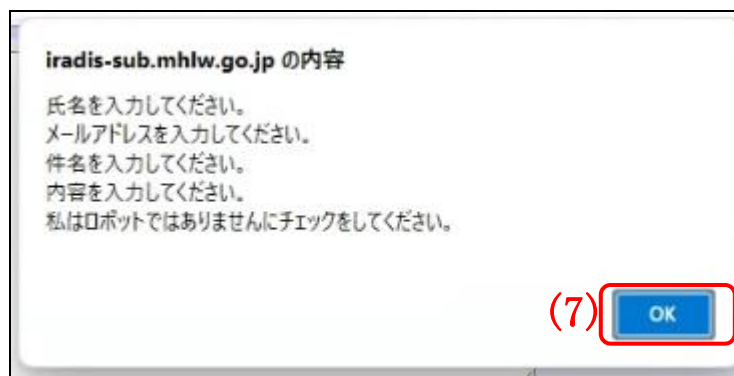 iradis-sub.mhlw.go.jp の内容
氏名を入力してください。
メールアドレスを入力してください。
件名を入力してください。
内容を入力してください。
私はロボットではありませんにチェックをしてください。
(7) OK